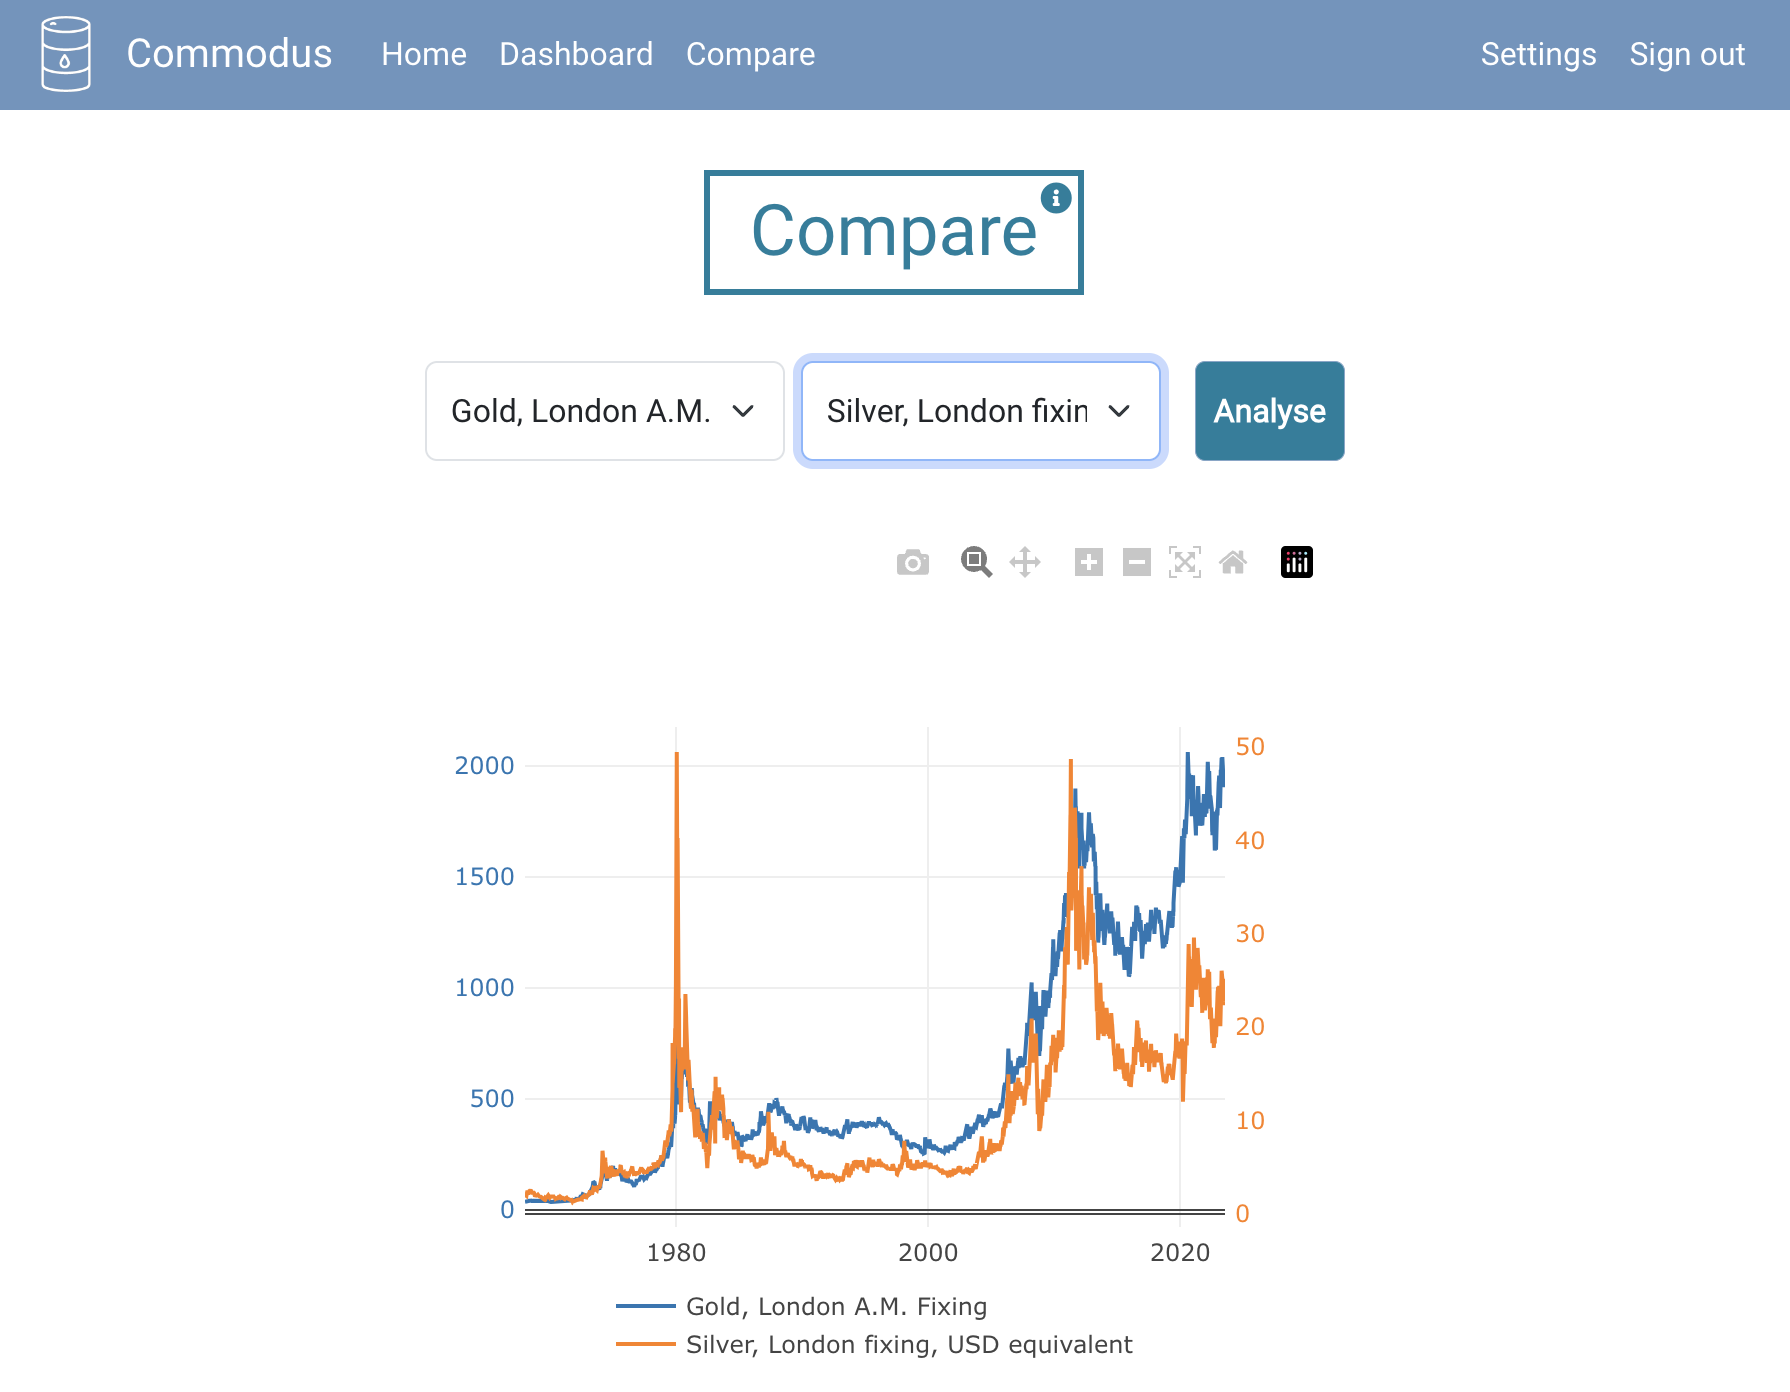 Commodus Home Dashboard Compare Settings Sign out
Compare
Gold, London A.M. Silver, London fixin Analyse
2000
1500
1000
500
0
50
40
30
20
10
0
1980 2000 2020
Gold, London A.M. Fixing
Silver, London fixing, USD equivalent